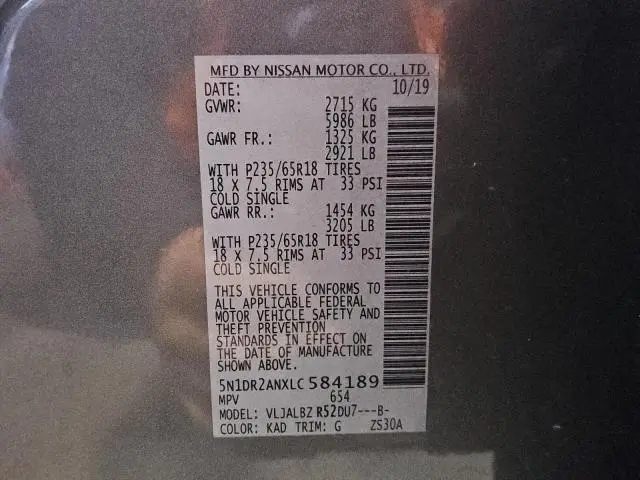 MFD BY NISSAN MOTOR CO., LTD.
DATE: 10/19
GVWR: 2715 KG
5986 LB
GAWR FR.: 1325 KG
2921 LB
WITH P235/65R18 TIRES
18 X 7.5 RIMS AT 33 PSI
COLD SINGLE
GAWR RR.: 1454 KG
3205 LB
WITH P235/65R18 TIRES
18 X 7.5 RIMS AT 33 PSI
COLD SINGLE
THIS VEHICLE CONFORMS TO
ALL APPLICABLE FEDERAL
MOTOR VEHICLE SAFETY AND
THEFT PREVENTION
STANDARDS IN EFFECT ON
THE DATE OF MANUFACTURE
SHOWN ABOVE.
5N1DR2ANXLC584189
MPV 654
MODEL: VLJALBZ R52DU7---B-
COLOR: KAD TRIM: G ZS30A